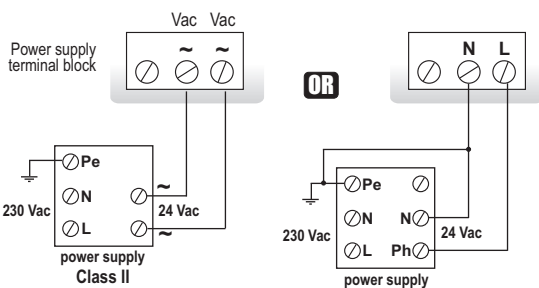 Vac Vac
Power supply
terminal block
~ ~
Pe
N
L
230 Vac
~
24 Vac
~
power supply
Class II
OR
N L
Pe
N N
L Ph
230 Vac
24 Vac
power supply